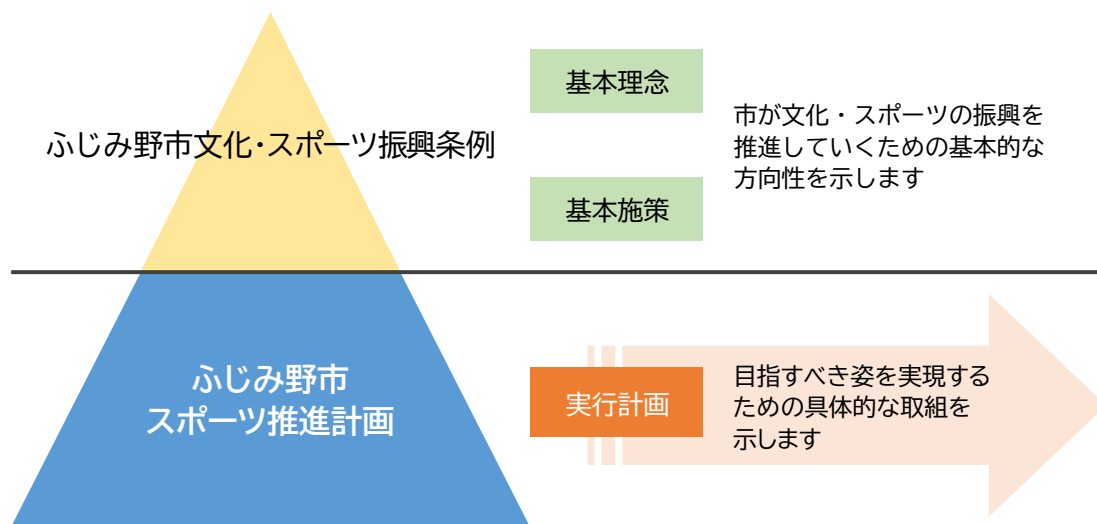 ふじみ野市文化・スポーツ振興条例
基本理念
基本施策
市が文化・スポーツの振興を
推進していくための基本的な
方向性を示します
ふじみ野市
スポーツ推進計画
実行計画
目指すべき姿を実現する
ための具体的な取組を
示します